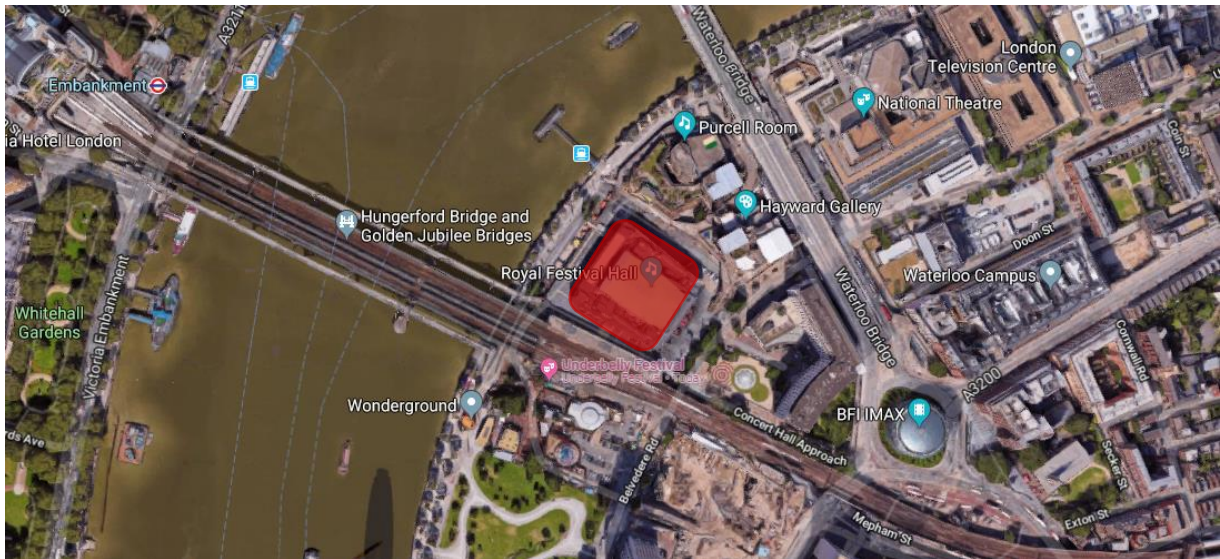 A3211
Embankment
ia Hotel London
Waterloo Bridge
London
Television Centre
National Theatre
Purcell Room
Colin St
Hungerford Bridge and
Golden Jubilee Bridges
Hayward Gallery
Doon St
Royal Festival Hall
Waterloo Campus
Whitehall
Gardens
Victoria Embankment
Waterloo Bridge
Cornwall Rd
Underbelly Festival
Underbelly Festival
A3200
Wonderground
BFI IMAX
Concert Hall Approach
rds Ave
Belvedere Rd
Secker St
Mepham St
Exton St